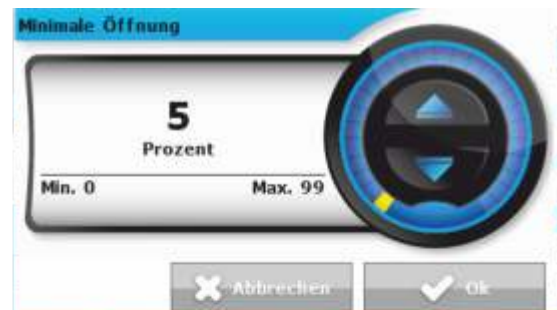 Minimale Öffnung
5
Prozent
Min. 0 Max. 99
Abbrechen Ok